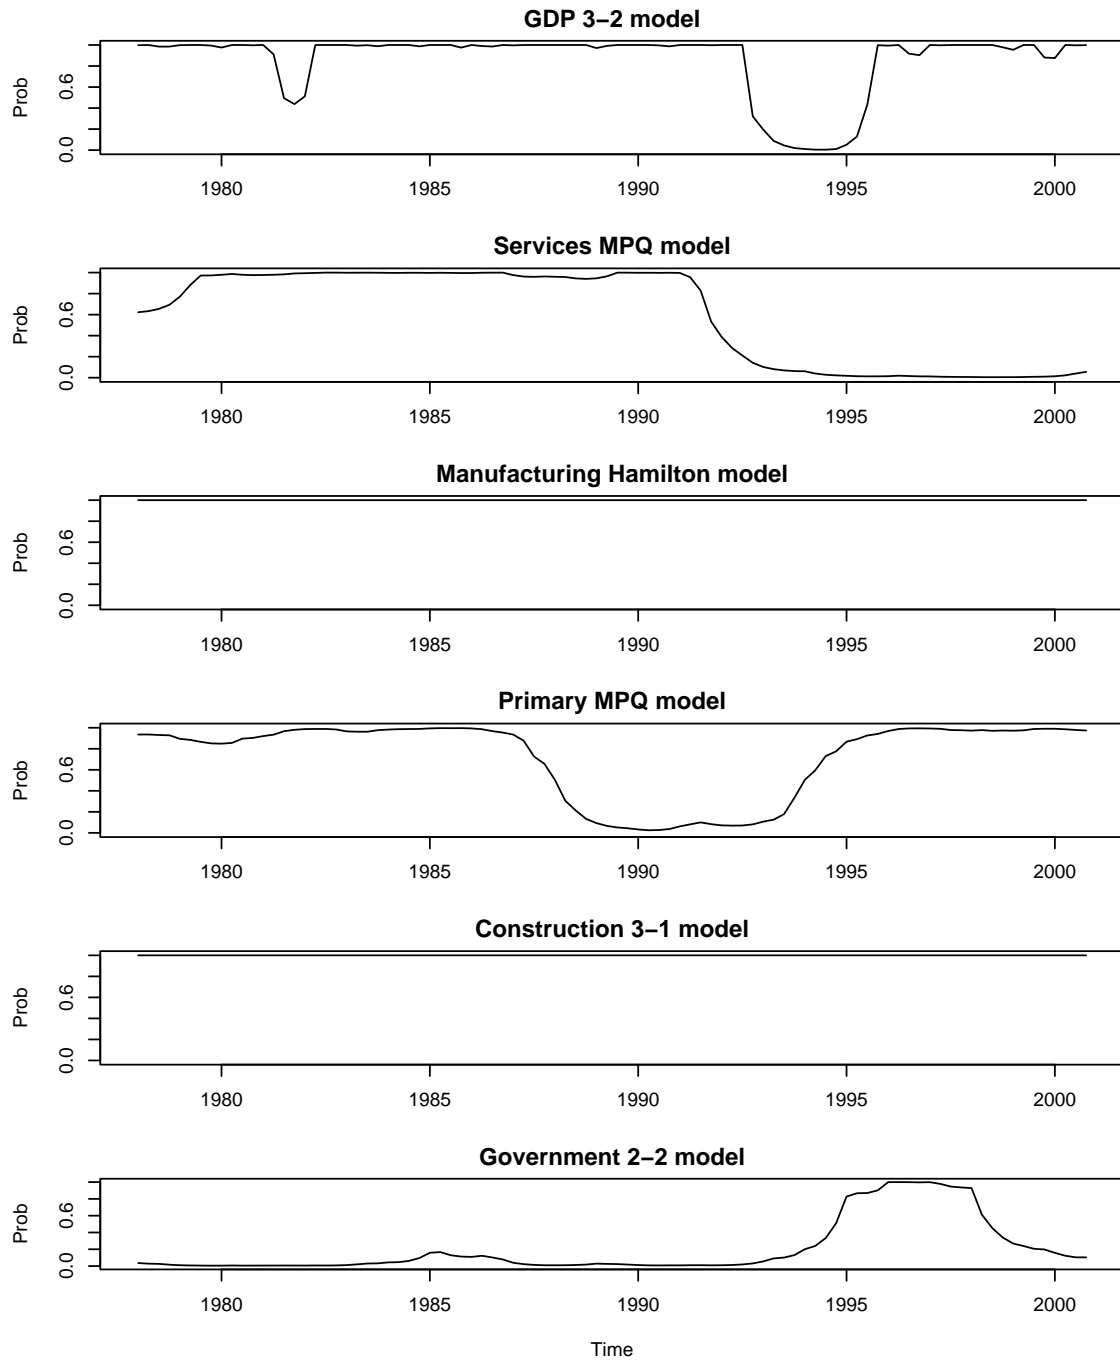 GDP 3−2 model
Prob
0.6
0.0
1980 1985 1990 1995 2000
Services MPQ model
Prob
0.6
0.0
1980 1985 1990 1995 2000
Manufacturing Hamilton model
Prob
0.6
0.0
1980 1985 1990 1995 2000
Primary MPQ model
Prob
0.6
0.0
1980 1985 1990 1995 2000
Construction 3−1 model
Prob
0.6
0.0
1980 1985 1990 1995 2000
Government 2−2 model
Prob
0.6
0.0
1980 1985 1990 1995 2000
Time